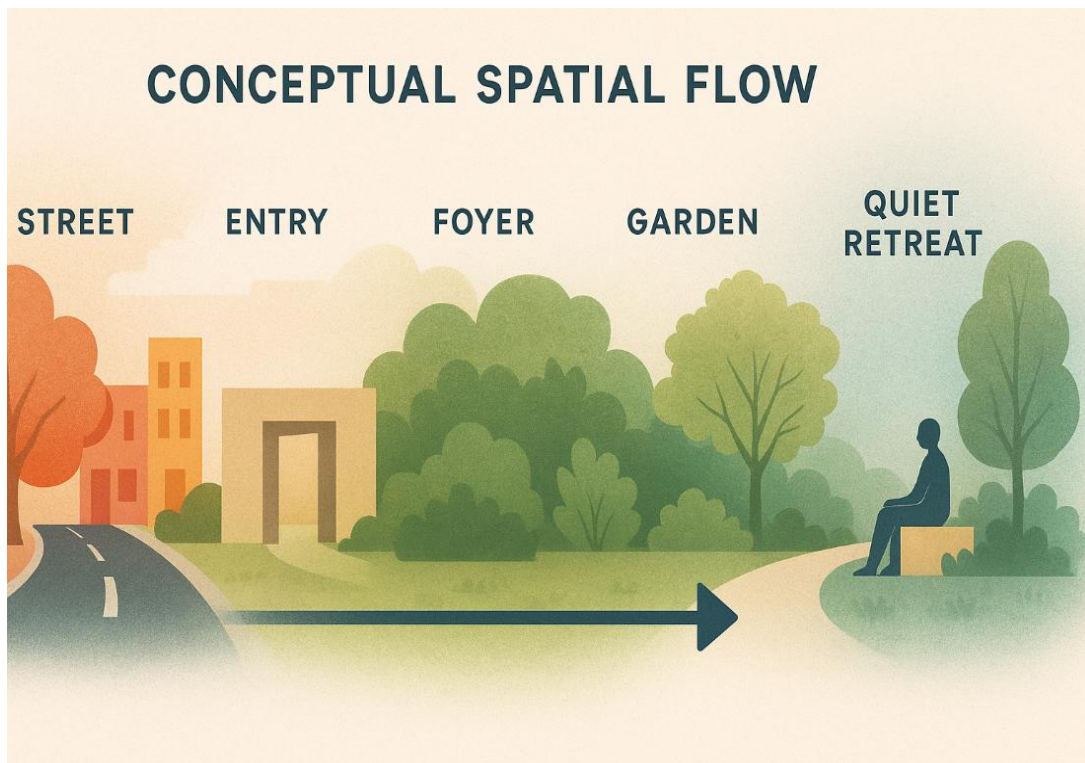 CONCEPTUAL SPATIAL FLOW
STREET
ENTRY
FOYER
GARDEN
QUIET
RETREAT